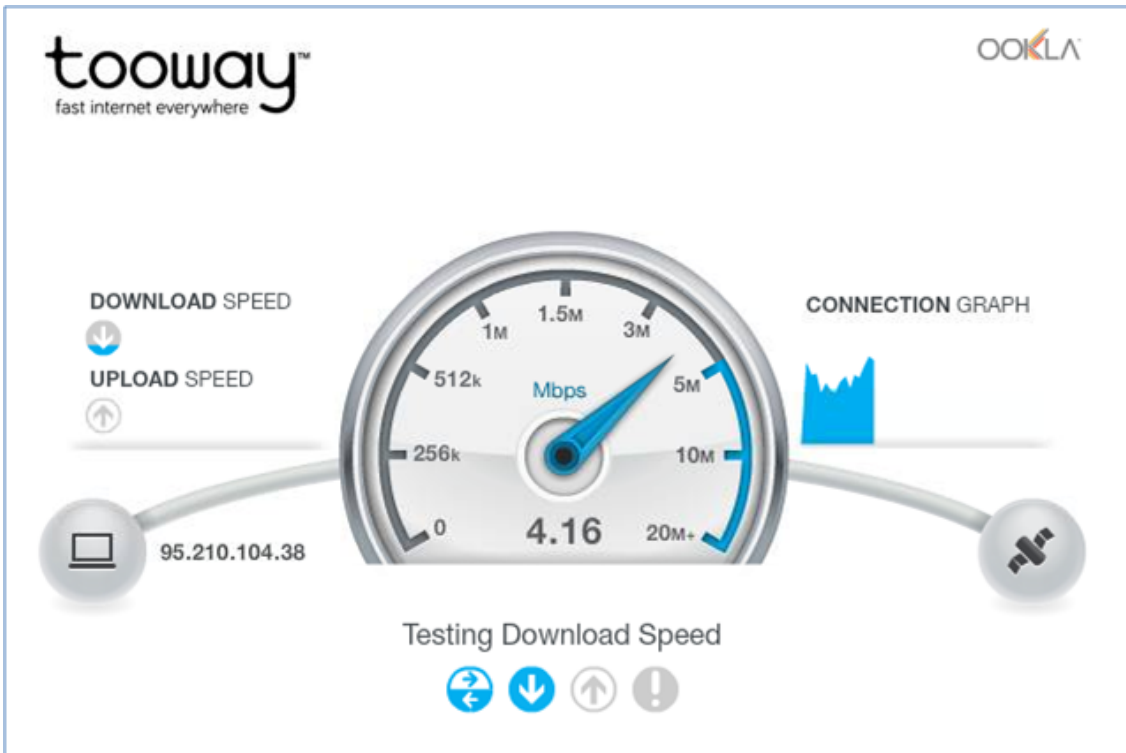 tooway™
fast internet everywhere
OOKLA
DOWNLOAD SPEED
UPLOAD SPEED
CONNECTION GRAPH
0
256k
512k
1M
1.5M
3M
5M
10M
20M+
Mbps
4.16
95.210.104.38
Testing Download Speed